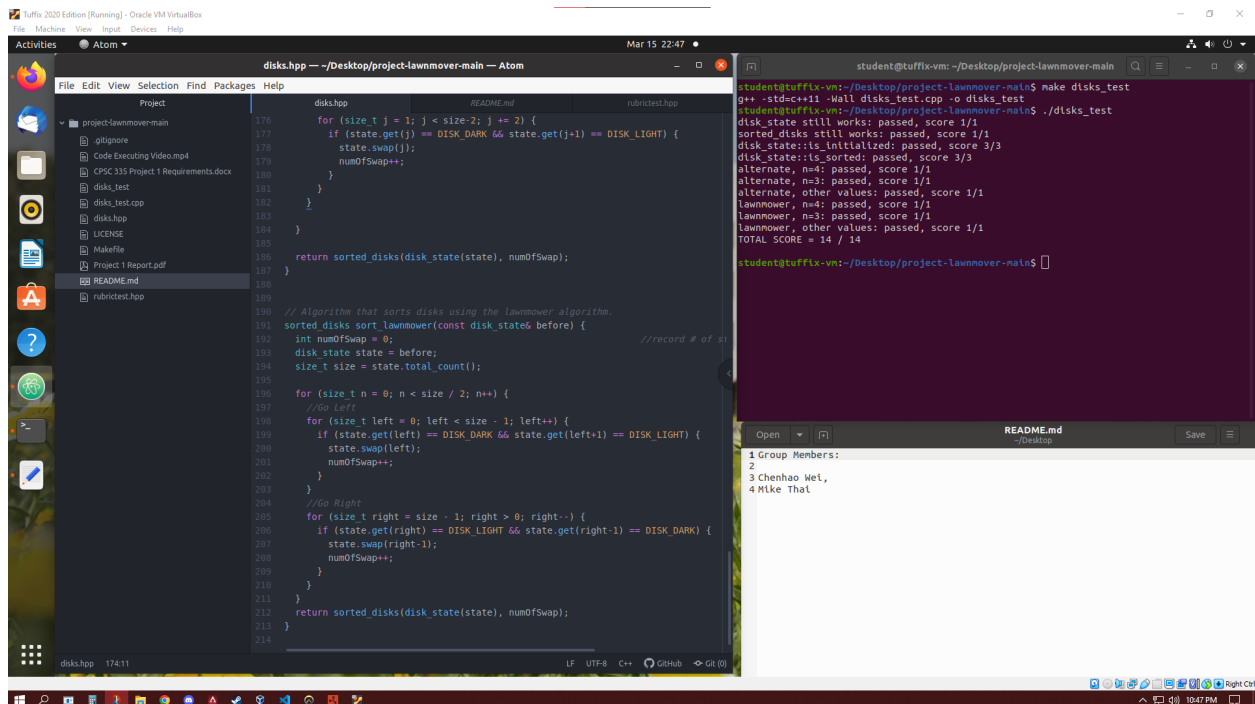 Tuffix 2020 Edition [Running] - Oracle VM VirtualBox
File Machine View Input Devices Help
Activities Atom Mar 15 22:47
disks.hpp — ~/Desktop/project-lawnmover-main — Atom
File Edit View Selection Find Packages Help
Project
project-lawnmover-main
.gitignore
Code Executing Video.mp4
CPSC 335 Project 1 Requirements.docx
disks_test
disks_test.cpp
disks.hpp
LICENSE
Makefile
Project 1 Report.pdf
README.md
rubrictest.hpp
disks.hpp README.md rubrictest.hpp
176 for (size_t j = 1; j < size-2; j += 2) {
177 if (state.get(j) == DISK_DARK && state.get(j+1) == DISK_LIGHT) {
178 state.swap(j);
179 numOfSwap++;
180 }
181 }
182 }
183
184 }
185
186 return sorted_disks(disk_state(state), numOfSwap);
187 }
188
189
190 // Algorithm that sorts disks using the lawnmower algorithm.
191 sorted_disks sort_lawnmower(const disk_state& before) {
192 int numOfSwap = 0; //record # of s
193 disk_state state = before;
194 size_t size = state.total_count();
195
196 for (size_t n = 0; n < size / 2; n++) {
197 //Go Left
198 for (size_t left = 0; left < size - 1; left++) {
199 if (state.get(left) == DISK_DARK && state.get(left+1) == DISK_LIGHT) {
200 state.swap(left);
201 numOfSwap++;
202 }
203 }
204 //Go Right
205 for (size_t right = size - 1; right > 0; right--) {
206 if (state.get(right) == DISK_LIGHT && state.get(right-1) == DISK_DARK) {
207 state.swap(right-1);
208 numOfSwap++;
209 }
210 }
211 }
212 return sorted_disks(disk_state(state), numOfSwap);
213 }
214
disks.hpp 174:11 LF UTF-8 C++ GitHub Git (0)
student@tuffix-vm: ~/Desktop/project-lawnmover-main
student@tuffix-vm:~/Desktop/project-lawnmover-main$ make disks_test
g++ -std=c++11 -Wall disks_test.cpp -o disks_test
student@tuffix-vm:~/Desktop/project-lawnmover-main$ ./disks_test
disk_state still works: passed, score 1/1
sorted_disks still works: passed, score 1/1
disk_state::is_initialized: passed, score 3/3
disk_state::is_sorted: passed, score 3/3
alternate, n=4: passed, score 1/1
alternate, n=3: passed, score 1/1
alternate, other values: passed, score 1/1
lawnmower, n=4: passed, score 1/1
lawnmower, n=3: passed, score 1/1
lawnmower, other values: passed, score 1/1
TOTAL SCORE = 14 / 14
student@tuffix-vm:~/Desktop/project-lawnmover-main$
Open README.md Save
~/Desktop
1 Group Members:
2
3 Chenhao Wei,
4 Mike Thai
Right Ctrl
10:47 PM